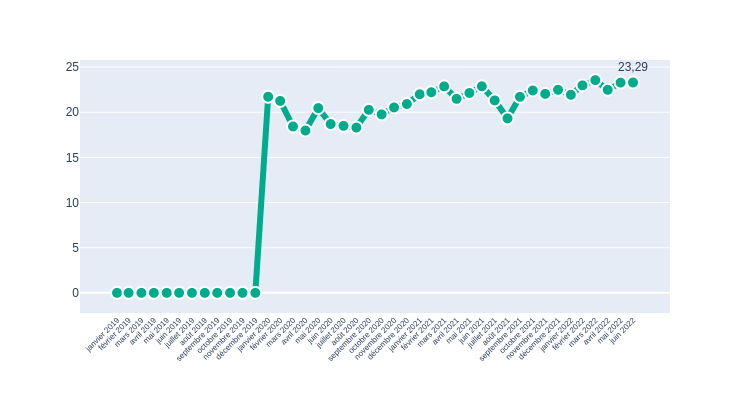 25
23,29
20
15
10
5
0
janvier 2019
février 2019
mars 2019
avril 2019
mai 2019
juin 2019
juillet 2019
août 2019
septembre 2019
octobre 2019
novembre 2019
décembre 2019
janvier 2020
février 2020
mars 2020
avril 2020
mai 2020
juin 2020
juillet 2020
août 2020
septembre 2020
octobre 2020
novembre 2020
décembre 2020
janvier 2021
février 2021
mars 2021
avril 2021
mai 2021
juin 2021
juillet 2021
août 2021
septembre 2021
octobre 2021
novembre 2021
décembre 2021
janvier 2022
février 2022
mars 2022
avril 2022
mai 2022
juin 2022